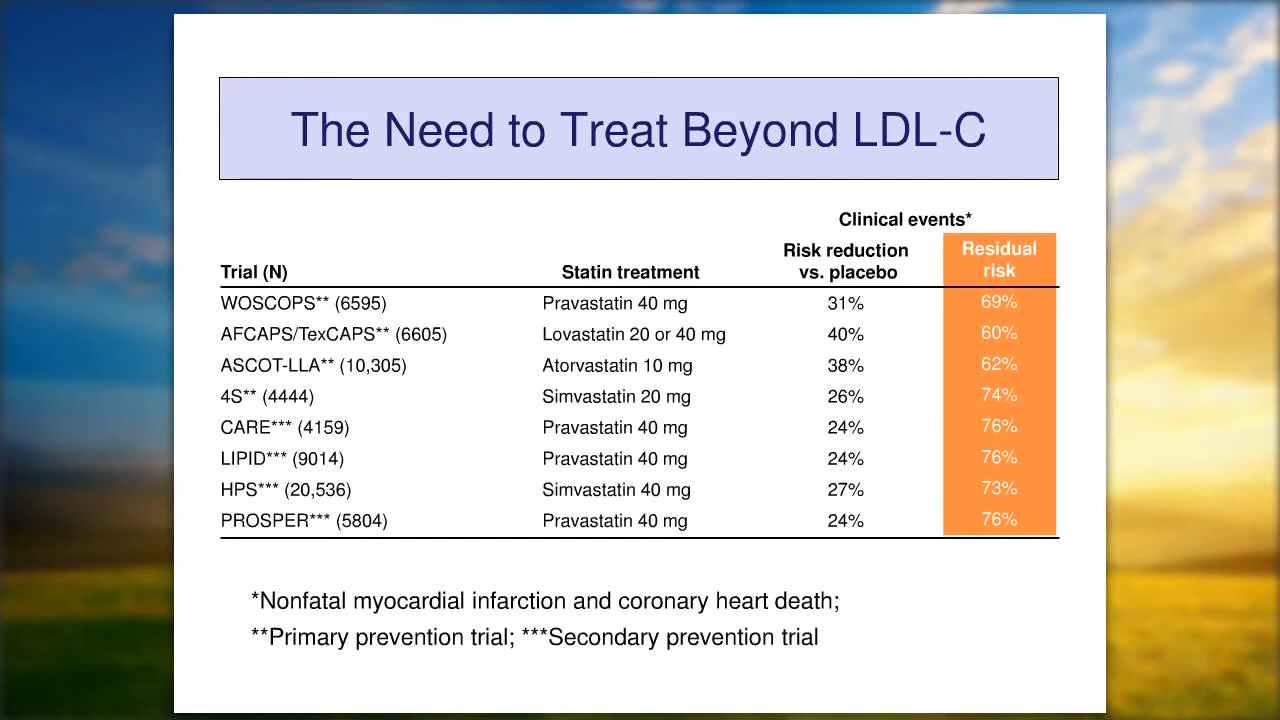 The Need to Treat Beyond LDL-C
Clinical events*
Trial (N) Statin treatment Risk reduction vs. placebo Residual risk
WOSCOPS** (6595) Pravastatin 40 mg 31% 69%
AFCAPS/TexCAPS** (6605) Lovastatin 20 or 40 mg 40% 60%
ASCOT-LLA** (10,305) Atorvastatin 10 mg 38% 62%
4S** (4444) Simvastatin 20 mg 26% 74%
CARE*** (4159) Pravastatin 40 mg 24% 76%
LIPID*** (9014) Pravastatin 40 mg 24% 76%
HPS*** (20,536) Simvastatin 40 mg 27% 73%
PROSPER*** (5804) Pravastatin 40 mg 24% 76%
*Nonfatal myocardial infarction and coronary heart death;
**Primary prevention trial; ***Secondary prevention trial